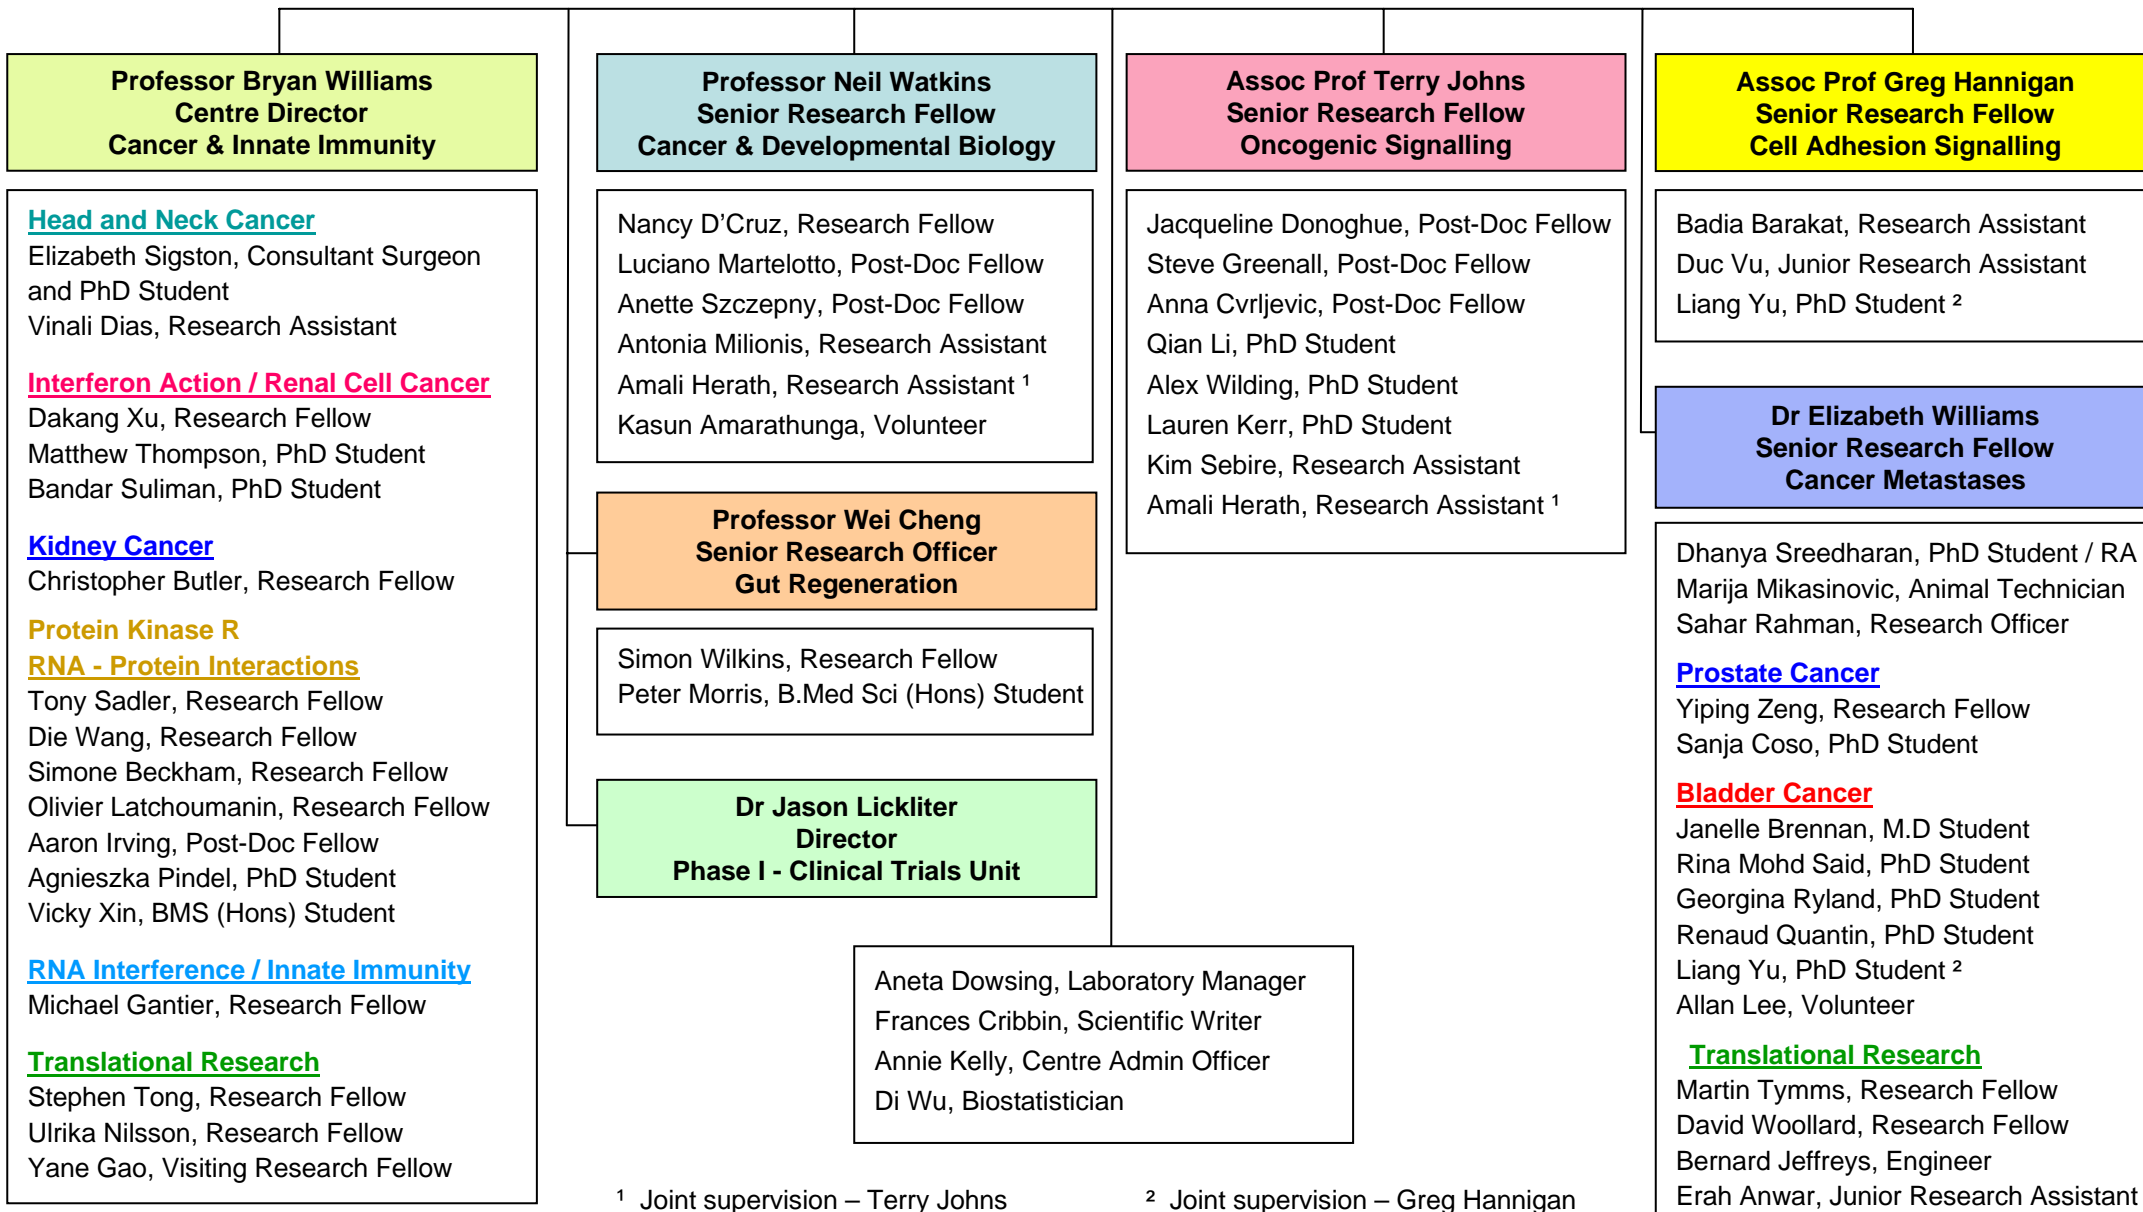 Professor Bryan Williams
Centre Director
Cancer & Innate Immunity
Head and Neck Cancer
Elizabeth Sigston, Consultant Surgeon
and PhD Student
Vinali Dias, Research Assistant
Interferon Action / Renal Cell Cancer
Dakang Xu, Research Fellow
Matthew Thompson, PhD Student
Bandar Suliman, PhD Student
Kidney Cancer
Christopher Butler, Research Fellow
Protein Kinase R
RNA - Protein Interactions
Tony Sadler, Research Fellow
Die Wang, Research Fellow
Simone Beckham, Research Fellow
Olivier Latchoumanin, Research Fellow
Aaron Irving, Post-Doc Fellow
Agnieszka Pindel, PhD Student
Vicky Xin, BMS (Hons) Student
RNA Interference / Innate Immunity
Michael Gantier, Research Fellow
Translational Research
Stephen Tong, Research Fellow
Ulrika Nilsson, Research Fellow
Yane Gao, Visiting Research Fellow
Professor Neil Watkins
Senior Research Fellow
Cancer & Developmental Biology
Nancy D’Cruz, Research Fellow
Luciano Martelotto, Post-Doc Fellow
Anette Szczepny, Post-Doc Fellow
Antonia Milionis, Research Assistant
Amali Herath, Research Assistant ¹
Kasun Amarathunga, Volunteer
Professor Wei Cheng
Senior Research Officer
Gut Regeneration
Simon Wilkins, Research Fellow
Peter Morris, B.Med Sci (Hons) Student
Dr Jason Lickliter
Director
Phase I - Clinical Trials Unit
Aneta Dowsing, Laboratory Manager
Frances Cribbin, Scientific Writer
Annie Kelly, Centre Admin Officer
Di Wu, Biostatistician
Assoc Prof Terry Johns
Senior Research Fellow
Oncogenic Signalling
Jacqueline Donoghue, Post-Doc Fellow
Steve Greenall, Post-Doc Fellow
Anna Cvrljevic, Post-Doc Fellow
Qian Li, PhD Student
Alex Wilding, PhD Student
Lauren Kerr, PhD Student
Kim Sebire, Research Assistant
Amali Herath, Research Assistant ¹
Assoc Prof Greg Hannigan
Senior Research Fellow
Cell Adhesion Signalling
Badia Barakat, Research Assistant
Duc Vu, Junior Research Assistant
Liang Yu, PhD Student ²
Dr Elizabeth Williams
Senior Research Fellow
Cancer Metastases
Dhanya Sreedharan, PhD Student / RA
Marija Mikasinovic, Animal Technician
Sahar Rahman, Research Officer
Prostate Cancer
Yiping Zeng, Research Fellow
Sanja Coso, PhD Student
Bladder Cancer
Janelle Brennan, M.D Student
Rina Mohd Said, PhD Student
Georgina Ryland, PhD Student
Renaud Quantin, PhD Student
Liang Yu, PhD Student ²
Allan Lee, Volunteer
Translational Research
Martin Tymms, Research Fellow
David Woollard, Research Fellow
Bernard Jeffreys, Engineer
Erah Anwar, Junior Research Assistant
¹ Joint supervision – Terry Johns
² Joint supervision – Greg Hannigan